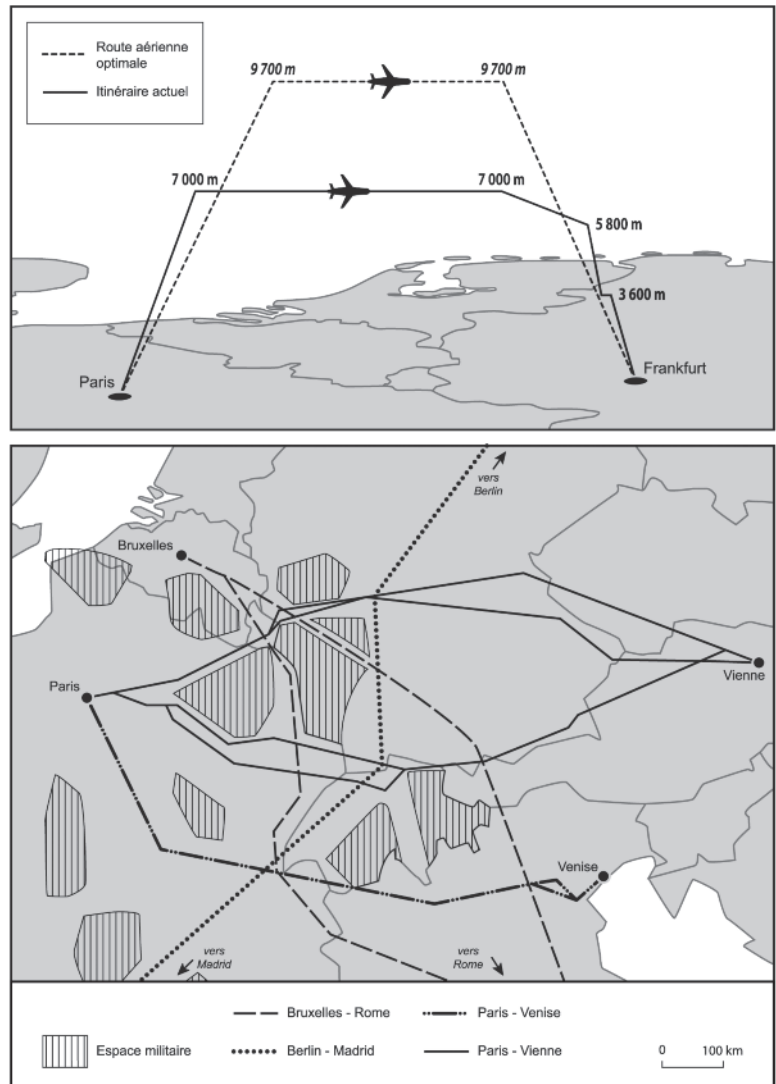 Route aérienne
optimale
Itinéraire actuel
9 700 m
9 700 m
7 000 m
7 000 m
5 800 m
3 600 m
Paris
Frankfurt
vers
Berlin
Bruxelles
Paris
Vienne
Venise
vers
Madrid
vers
Rome
Espace militaire
Bruxelles - Rome
Berlin - Madrid
Paris - Venise
Paris - Vienne
0 100 km